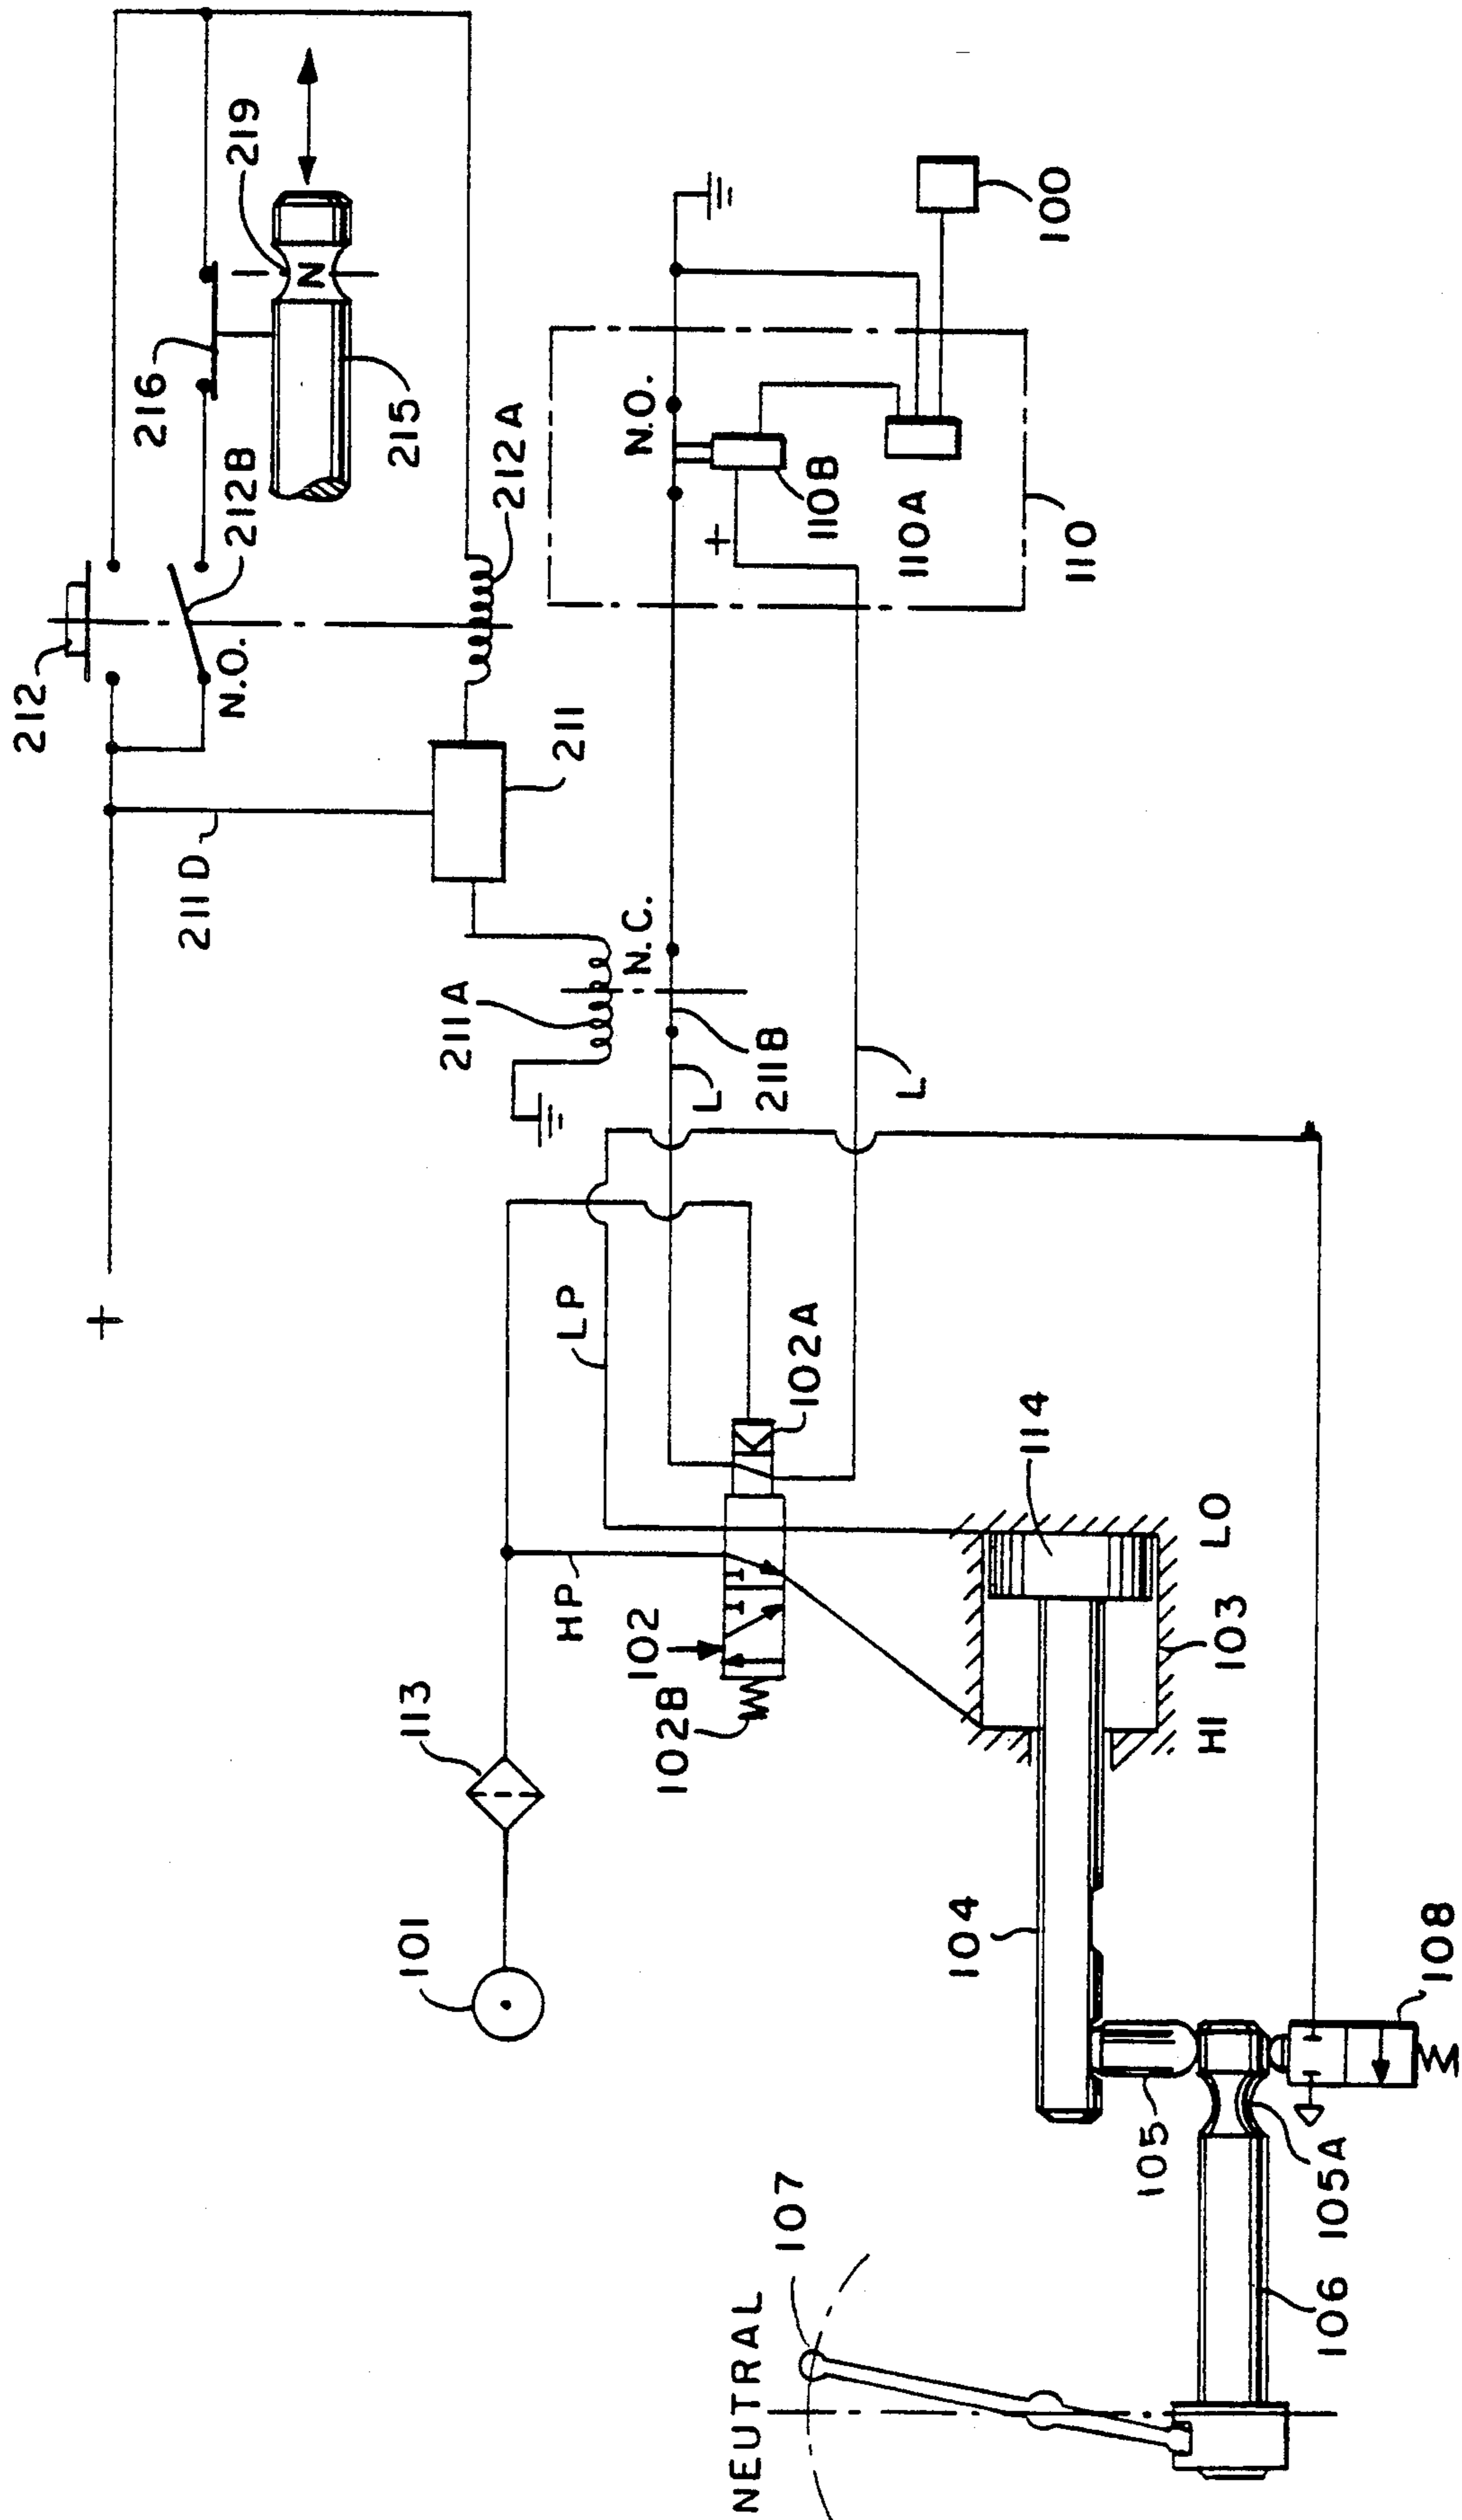 212
N.O.
212B
216
219
N
215
212A
211D
211
211A
N.C.
211B
L
L
N.O.
+
110B
110A
110
100
+
LP
102A
HP
102
102B
113
101
114
LO
103
HI
104
105
105A
106
107
NEUTRAL
108